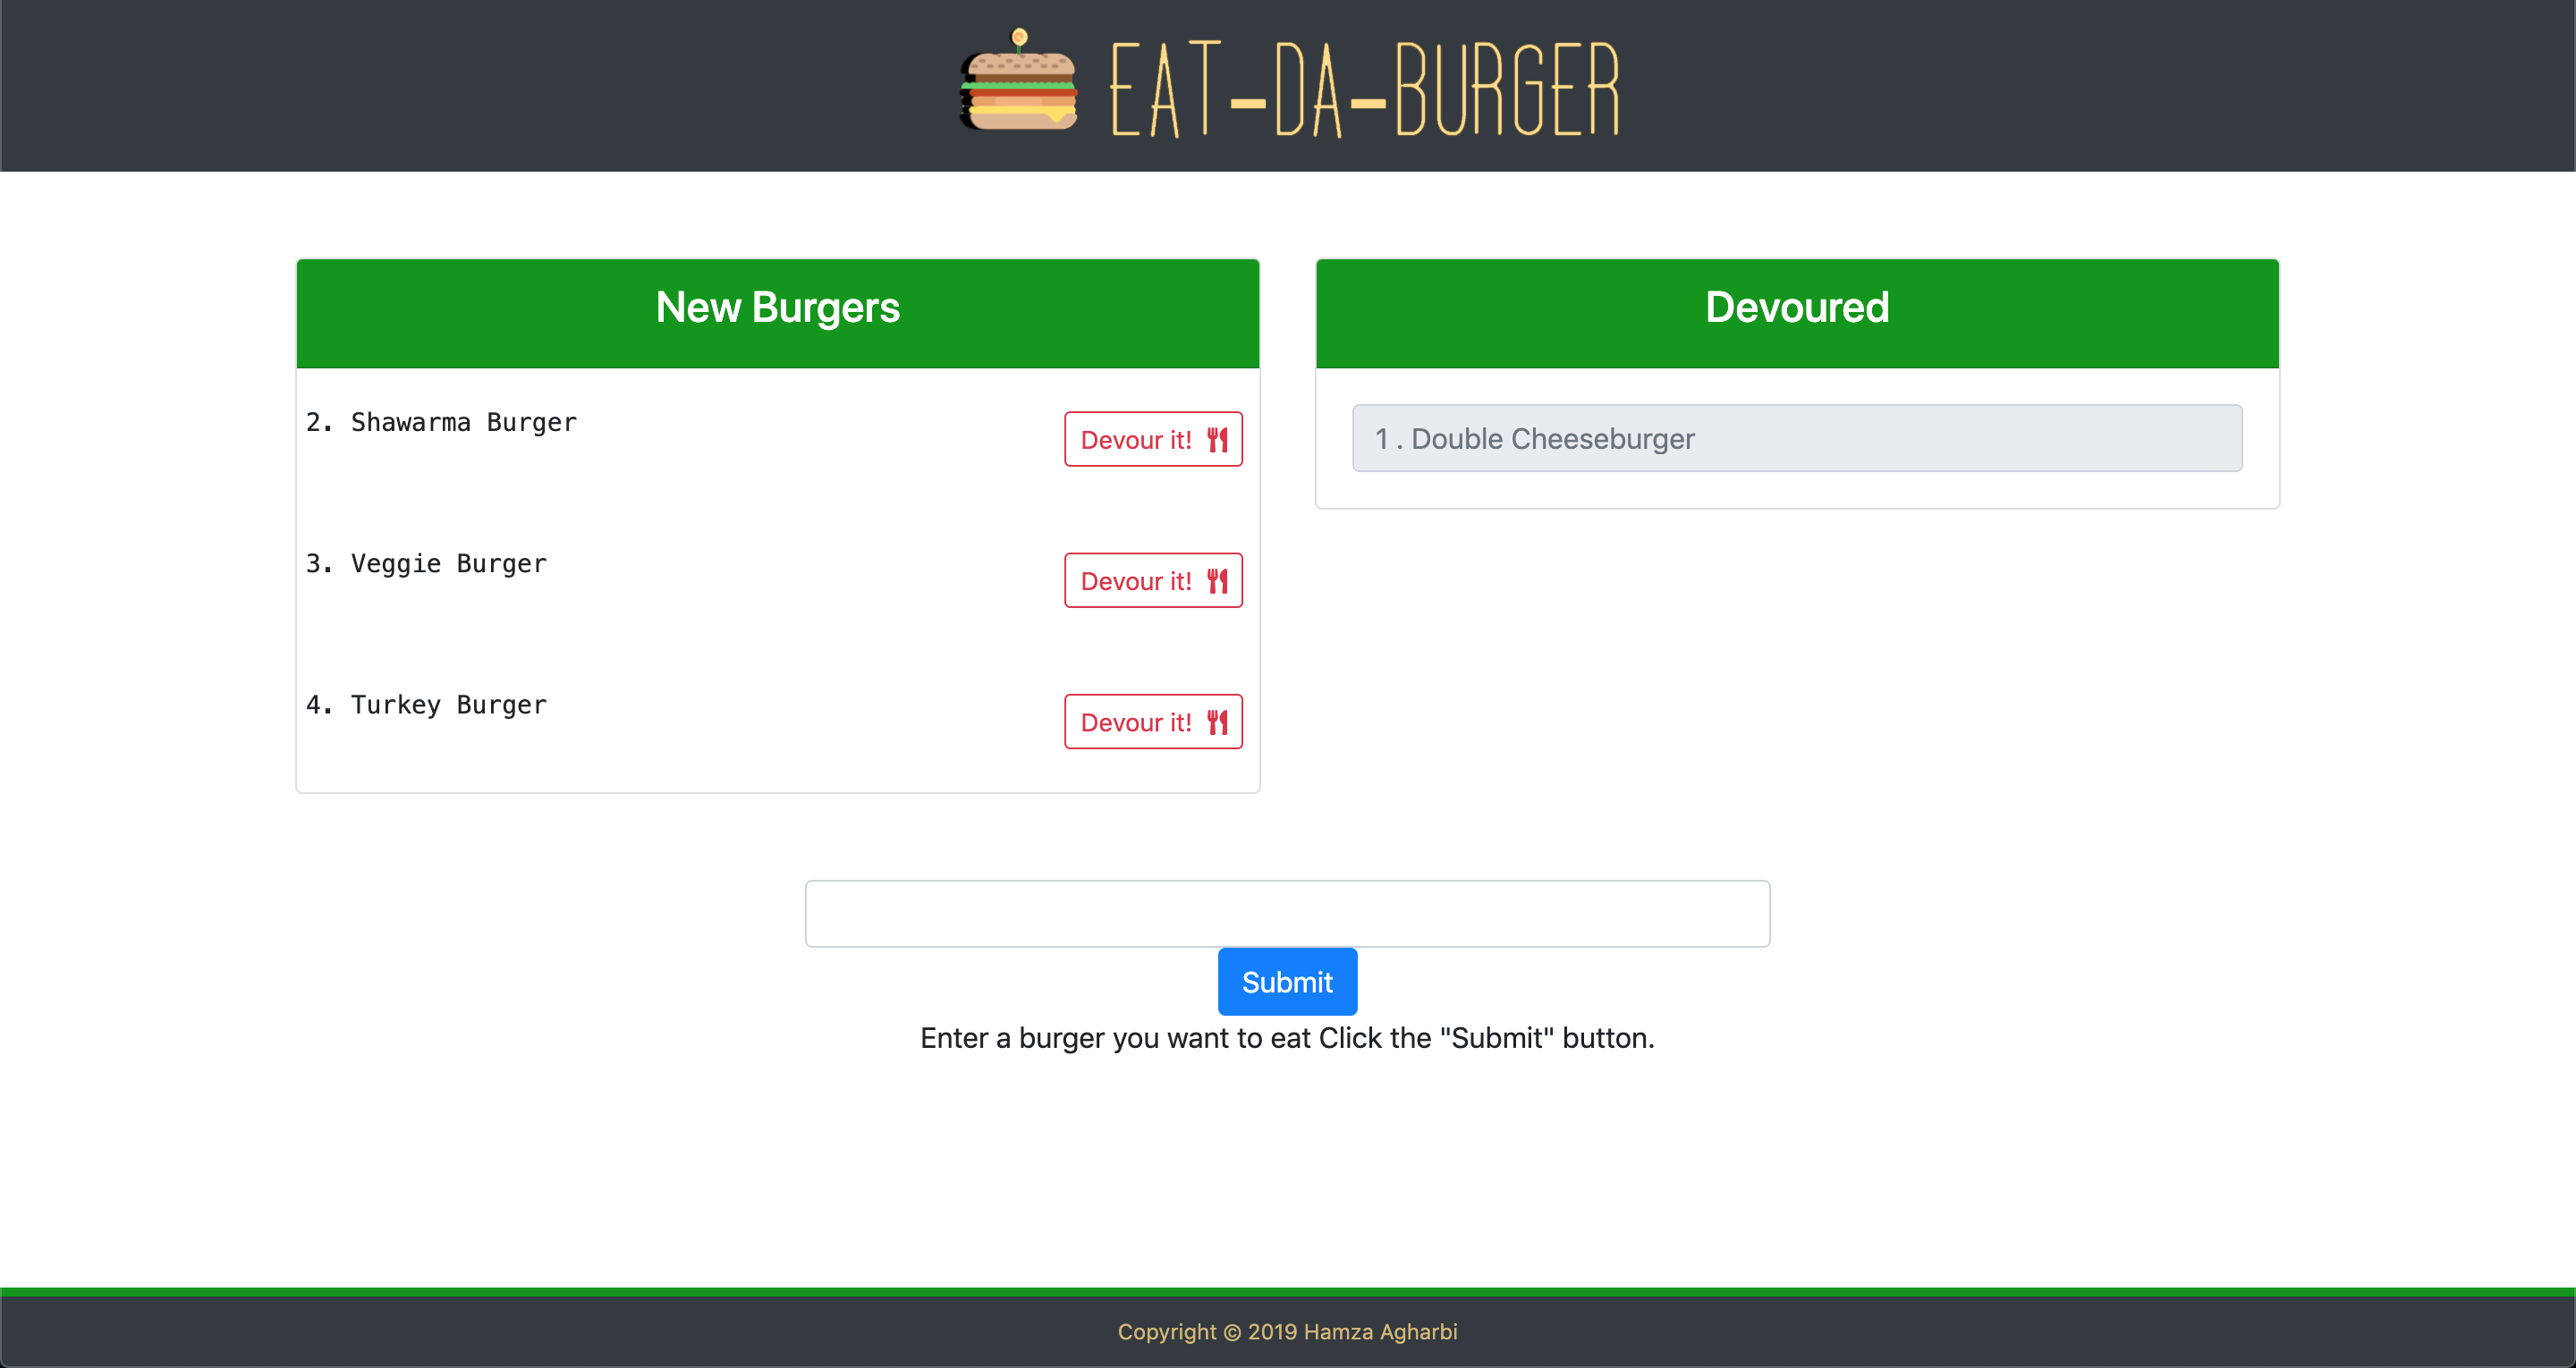 EAT-DA-BURGER
New Burgers
2. Shawarma Burger
Devour it!
3. Veggie Burger
Devour it!
4. Turkey Burger
Devour it!
Devoured
1 . Double Cheeseburger
Submit
Enter a burger you want to eat Click the "Submit" button.
Copyright © 2019 Hamza Agharbi